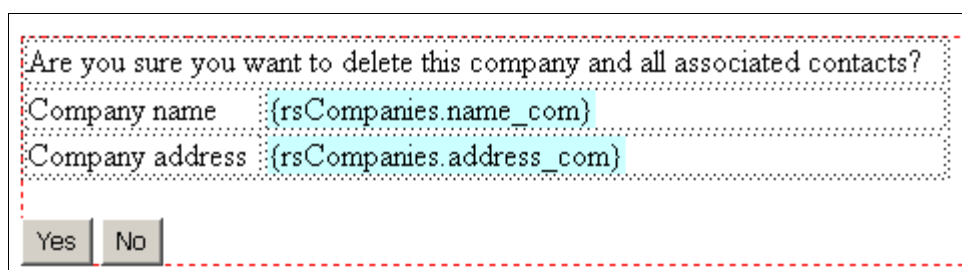 Are you sure you want to delete this company and all associated contacts?
Company name {rsCompanies.name_com}
Company address {rsCompanies.address_com}
Yes No